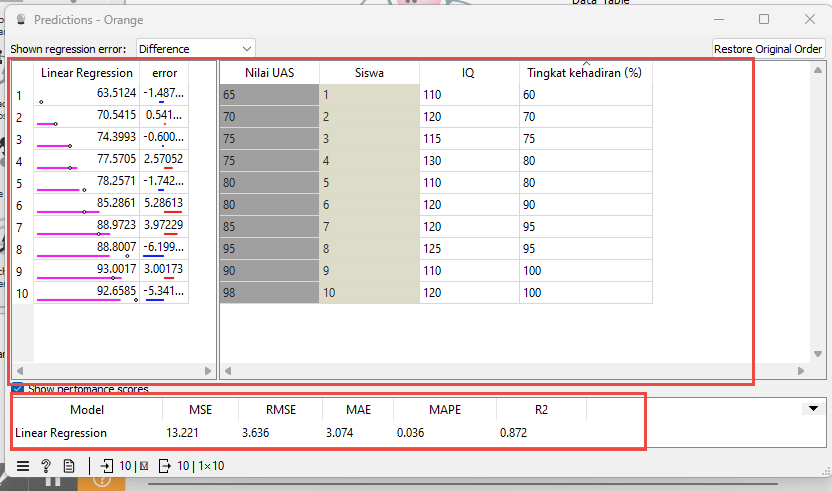 Data Table
Predictions - Orange
Shown regression error: Difference Restore Original Order
Linear Regression error Nilai UAS Siswa IQ Tingkat kehadiran (%)
1 63.5124 -1.487... 65 1 110 60
2 70.5415 0.541... 70 2 120 70
3 74.3993 -0.600... 75 3 115 75
4 77.5705 2.57052 75 4 130 80
5 78.2571 -1.742... 80 5 110 80
6 85.2861 5.28613 80 6 120 90
7 88.9723 3.97229 85 7 120 95
8 88.8007 -6.199... 95 8 125 95
9 93.0017 3.00173 90 9 110 100
10 92.6585 -5.341... 98 10 120 100
Show perfomance scores
Model MSE RMSE MAE MAPE R2
Linear Regression 13.221 3.636 3.074 0.036 0.872
10 | 10 | 1×10